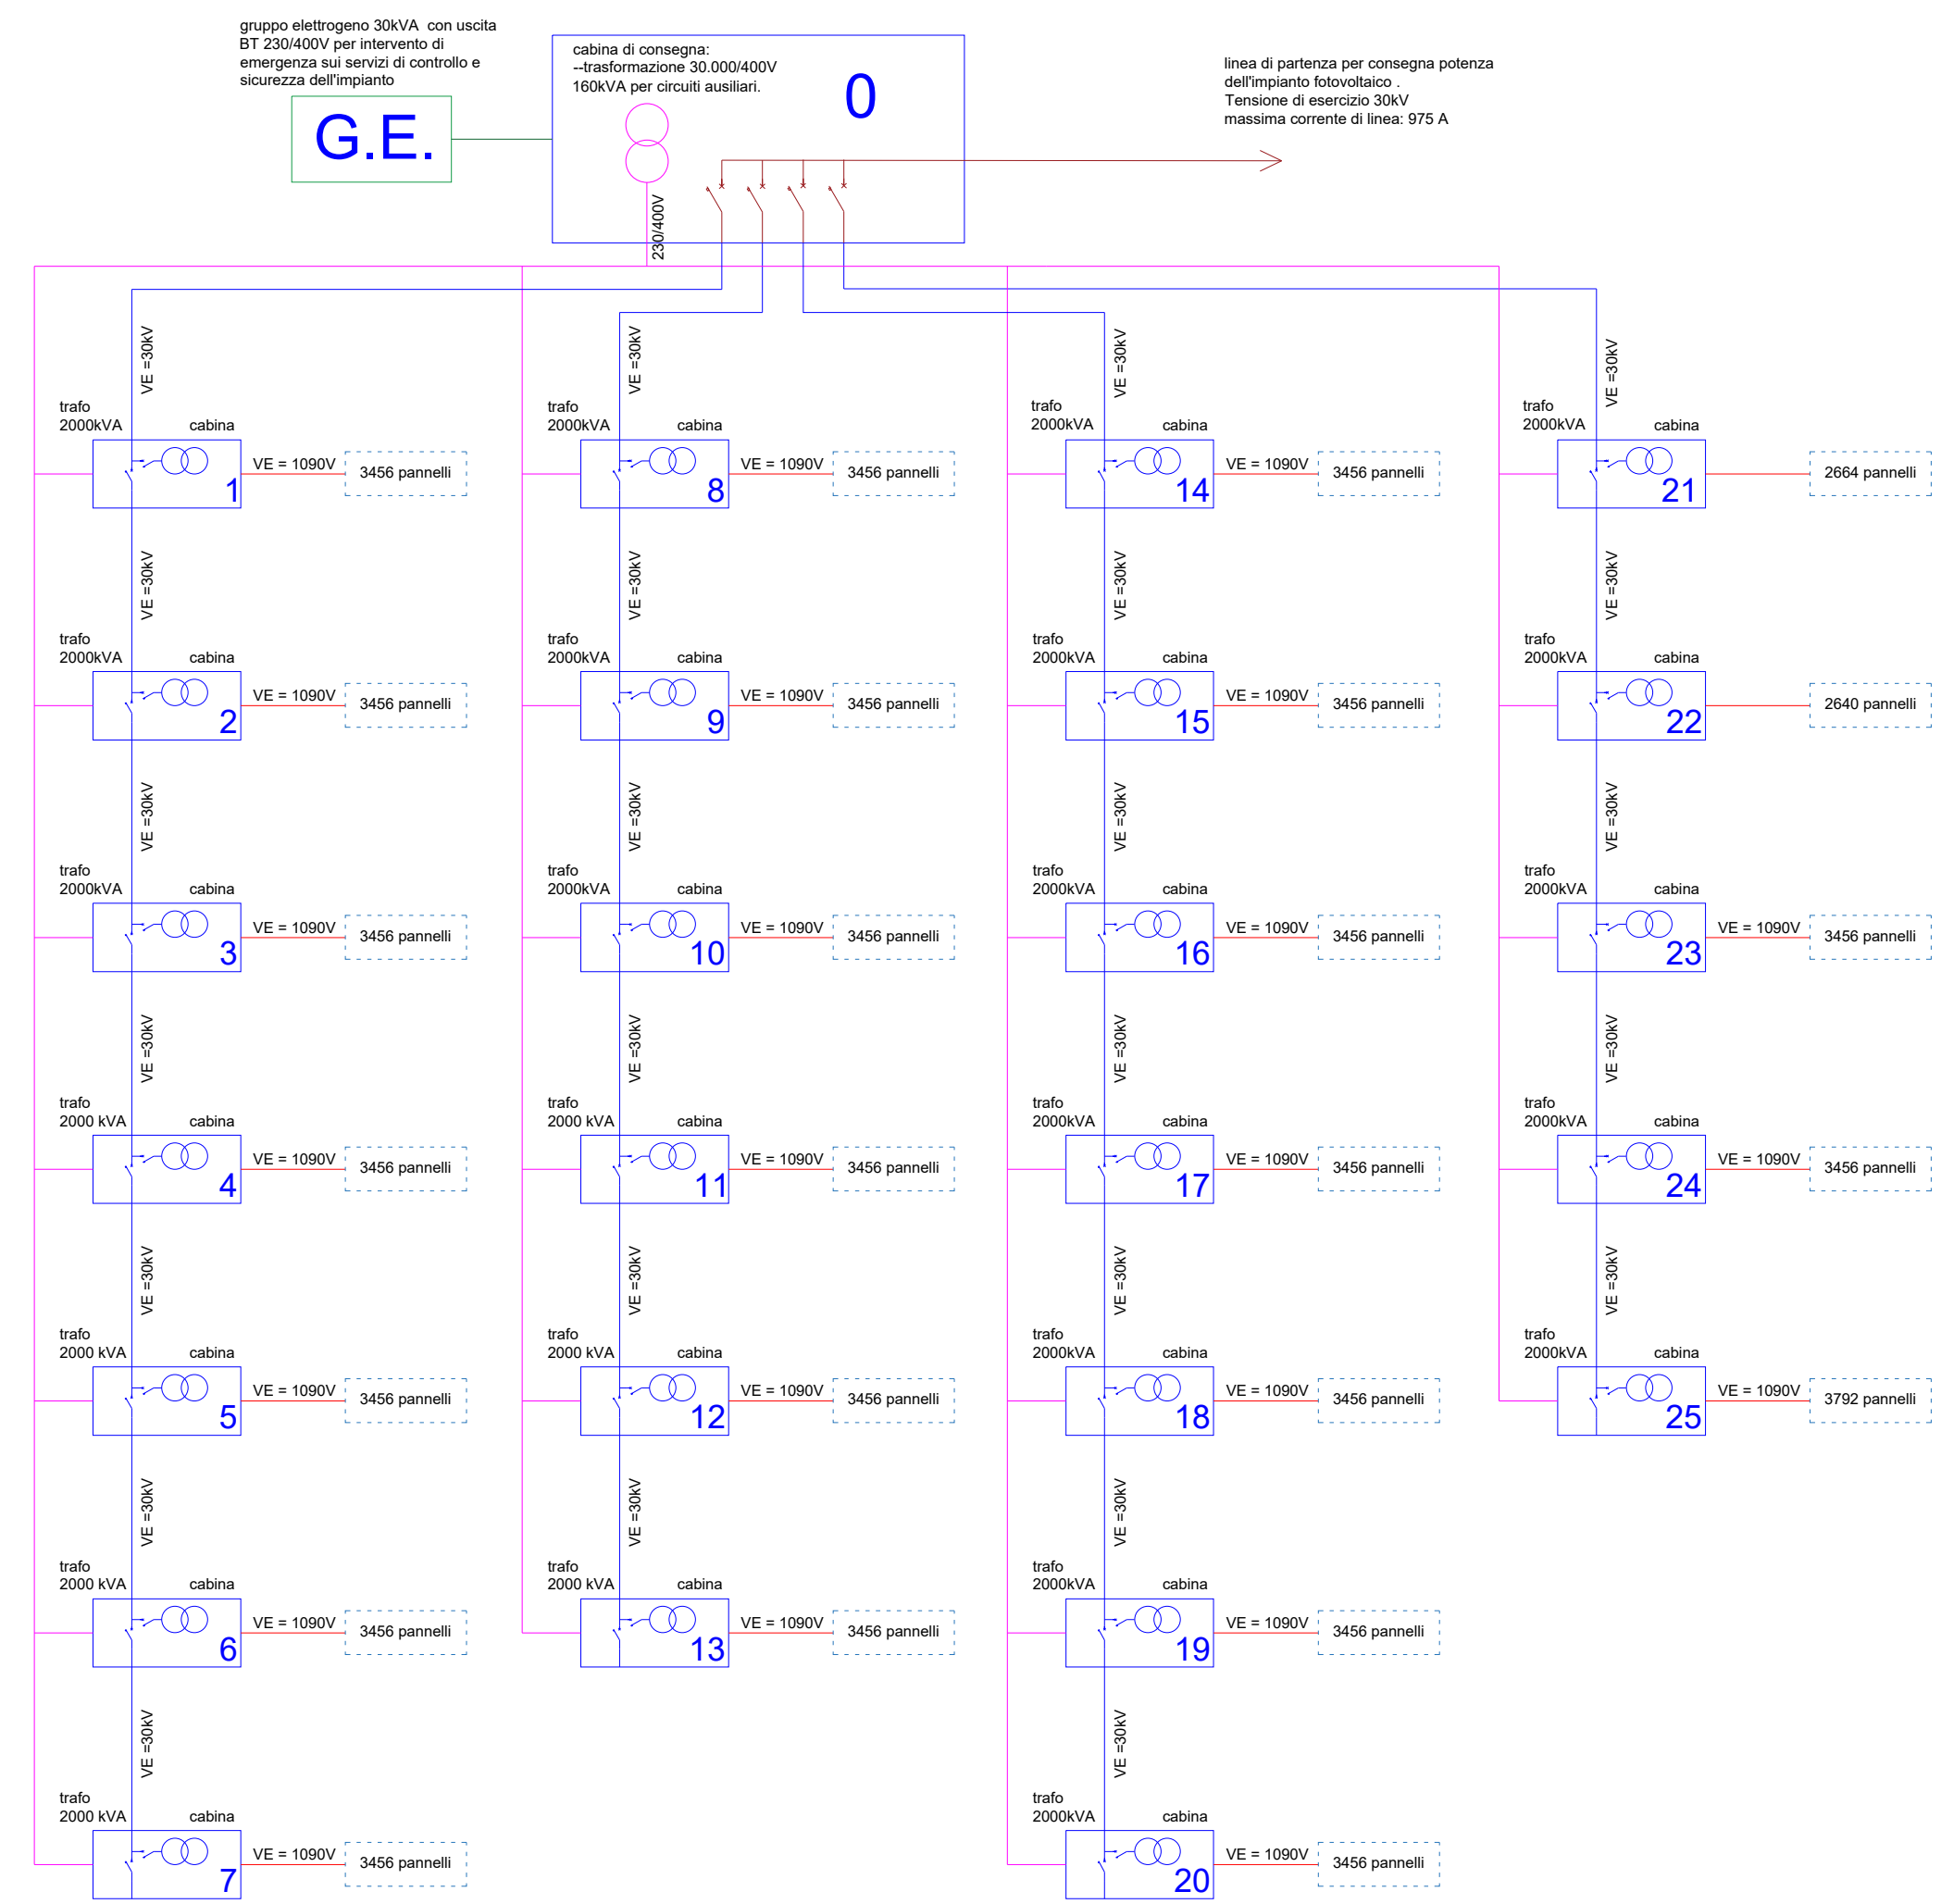 gruppo elettrogeno 30kVA  con uscita
BT 230/400V per intervento di
emergenza sui servizi di controllo e
sicurezza dell'impianto
G.E.
cabina di consegna:
--trasformazione 30.000/400V
160kVA per circuiti ausiliari.
0
230/400V
linea di partenza per consegna potenza
dell'impianto fotovoltaico .
Tensione di esercizio 30kV
massima corrente di linea: 975 A
VE =30kV
trafo
2000kVA
cabina
1
VE = 1090V
3456 pannelli
VE =30kV
trafo
2000kVA
cabina
2
VE = 1090V
3456 pannelli
VE =30kV
trafo
2000kVA
cabina
3
VE = 1090V
3456 pannelli
VE =30kV
trafo
2000 kVA
cabina
4
VE = 1090V
3456 pannelli
VE =30kV
trafo
2000 kVA
cabina
5
VE = 1090V
3456 pannelli
VE =30kV
trafo
2000 kVA
cabina
6
VE = 1090V
3456 pannelli
VE =30kV
trafo
2000 kVA
cabina
7
VE = 1090V
3456 pannelli
VE =30kV
trafo
2000kVA
cabina
8
VE = 1090V
3456 pannelli
VE =30kV
trafo
2000kVA
cabina
9
VE = 1090V
3456 pannelli
VE =30kV
trafo
2000kVA
cabina
10
VE = 1090V
3456 pannelli
VE =30kV
trafo
2000 kVA
cabina
11
VE = 1090V
3456 pannelli
VE =30kV
trafo
2000 kVA
cabina
12
VE = 1090V
3456 pannelli
VE =30kV
trafo
2000 kVA
cabina
13
VE = 1090V
3456 pannelli
VE =30kV
trafo
2000kVA
cabina
14
VE = 1090V
3456 pannelli
VE =30kV
trafo
2000kVA
cabina
15
VE = 1090V
3456 pannelli
VE =30kV
trafo
2000kVA
cabina
16
VE = 1090V
3456 pannelli
VE =30kV
trafo
2000kVA
cabina
17
VE = 1090V
3456 pannelli
VE =30kV
trafo
2000kVA
cabina
18
VE = 1090V
3456 pannelli
VE =30kV
trafo
2000kVA
cabina
19
VE = 1090V
3456 pannelli
VE =30kV
trafo
2000kVA
cabina
20
VE = 1090V
3456 pannelli
VE =30kV
trafo
2000kVA
cabina
21
2664 pannelli
VE =30kV
trafo
2000kVA
cabina
22
2640 pannelli
VE =30kV
trafo
2000kVA
cabina
23
VE = 1090V
3456 pannelli
VE =30kV
trafo
2000kVA
cabina
24
VE = 1090V
3456 pannelli
VE =30kV
trafo
2000kVA
cabina
25
VE = 1090V
3792 pannelli